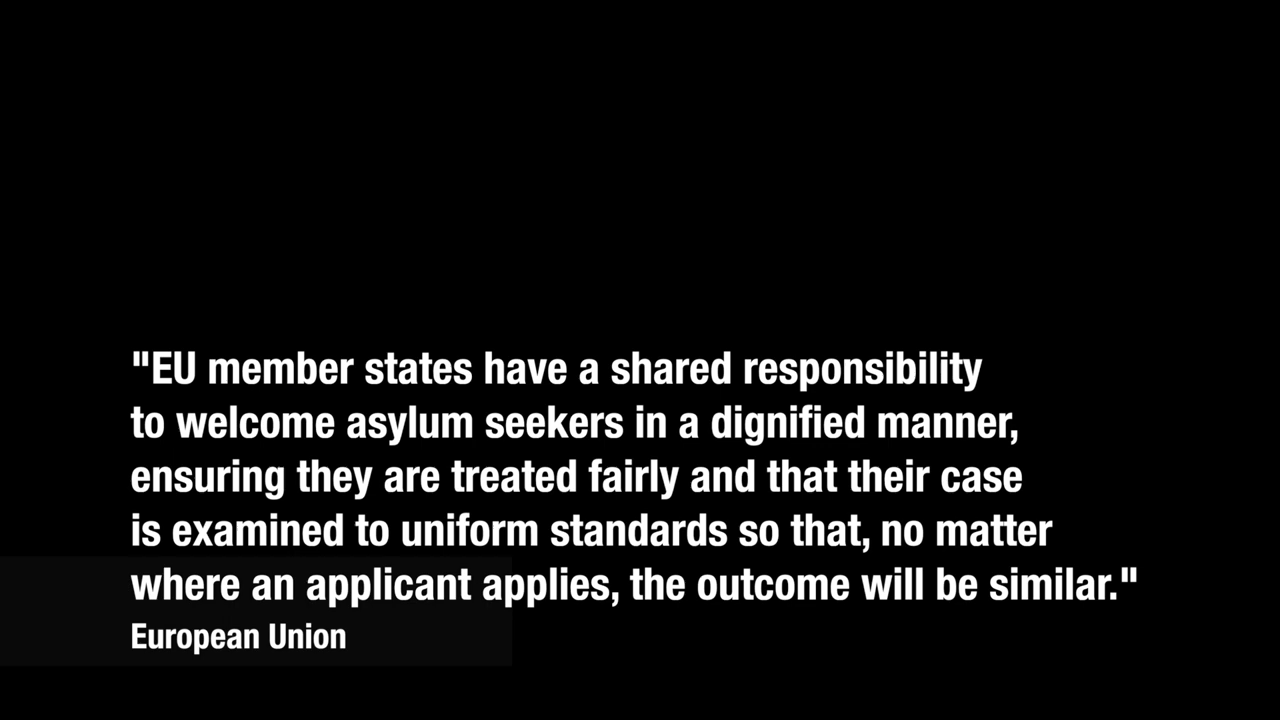 "EU member states have a shared responsibility
to welcome asylum seekers in a dignified manner,
ensuring they are treated fairly and that their case
is examined to uniform standards so that, no matter
where an applicant applies, the outcome will be similar."
European Union